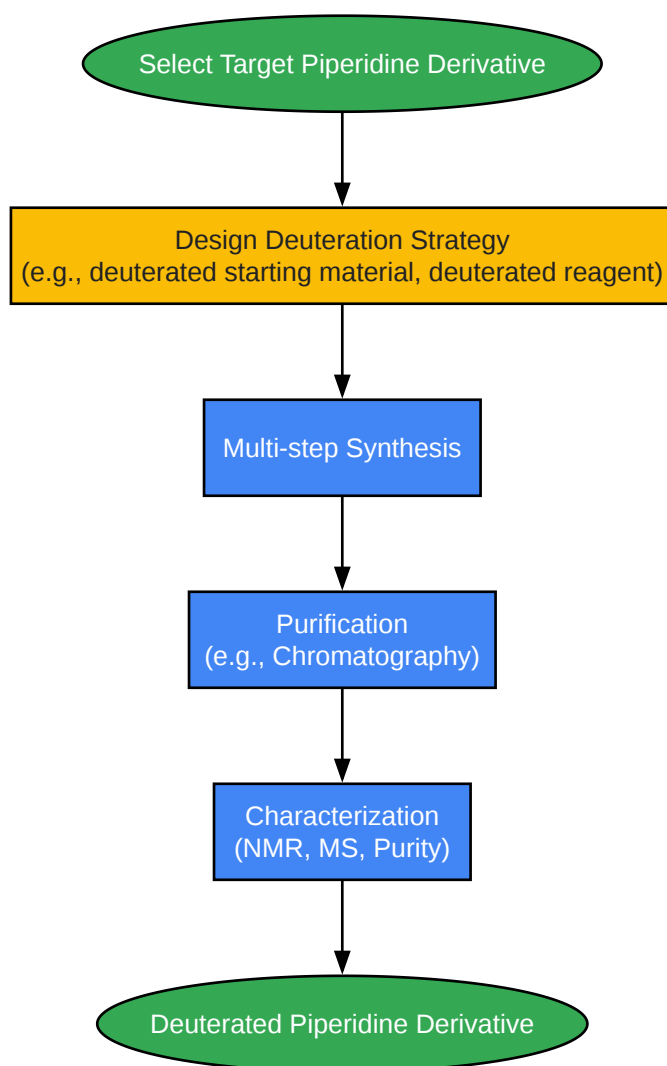 Select Target Piperidine Derivative
Design Deuteration Strategy
(e.g., deuterated starting material, deuterated reagent)
Multi-step Synthesis
Purification
(e.g., Chromatography)
Characterization
(NMR, MS, Purity)
Deuterated Piperidine Derivative